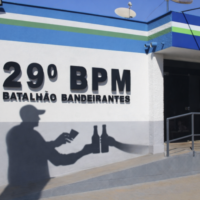 29º BPM
BATALHÃO BANDEIRANTES